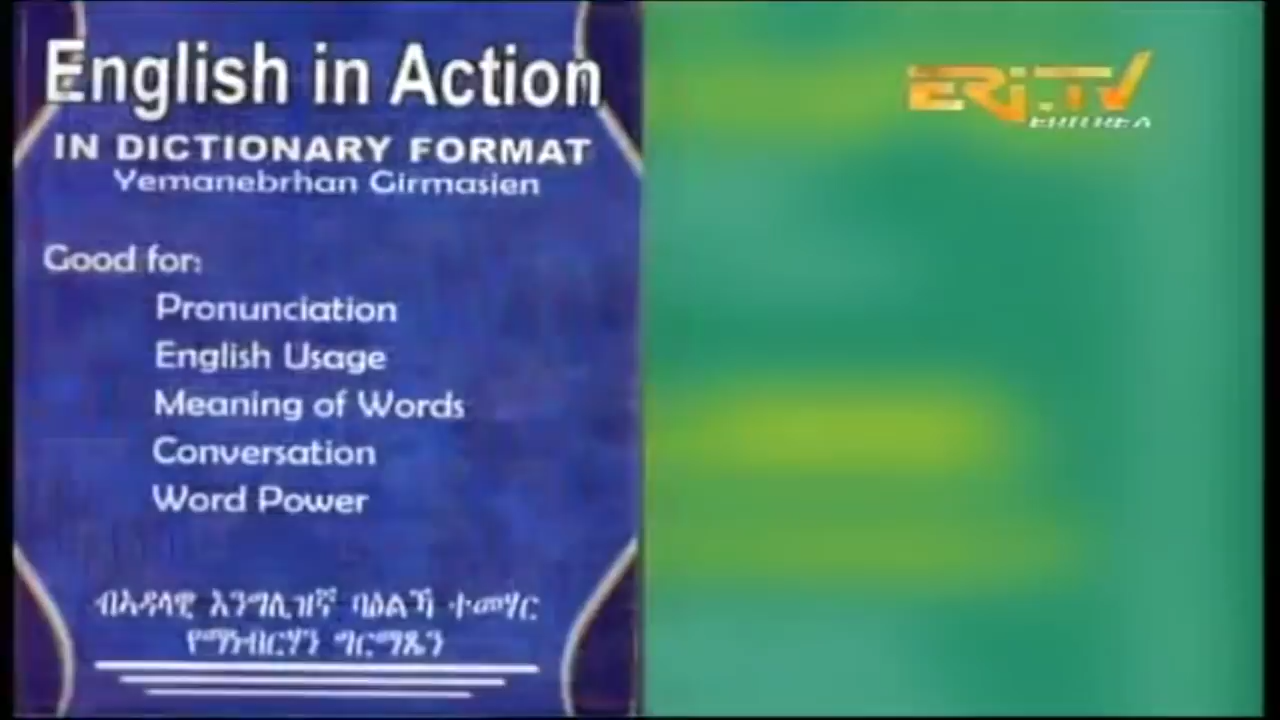 English in Action
IN DICTIONARY FORMAT
Yemanebrhan Girmasien
Good for:
Pronunciation
English Usage
Meaning of Words
Conversation
Word Power
ብኣዳላዊ እንግሊዝኛ ባዕልኻ ተመሃር
የማነብርሃን ግርማጼን
ERi.TV
ERITREA